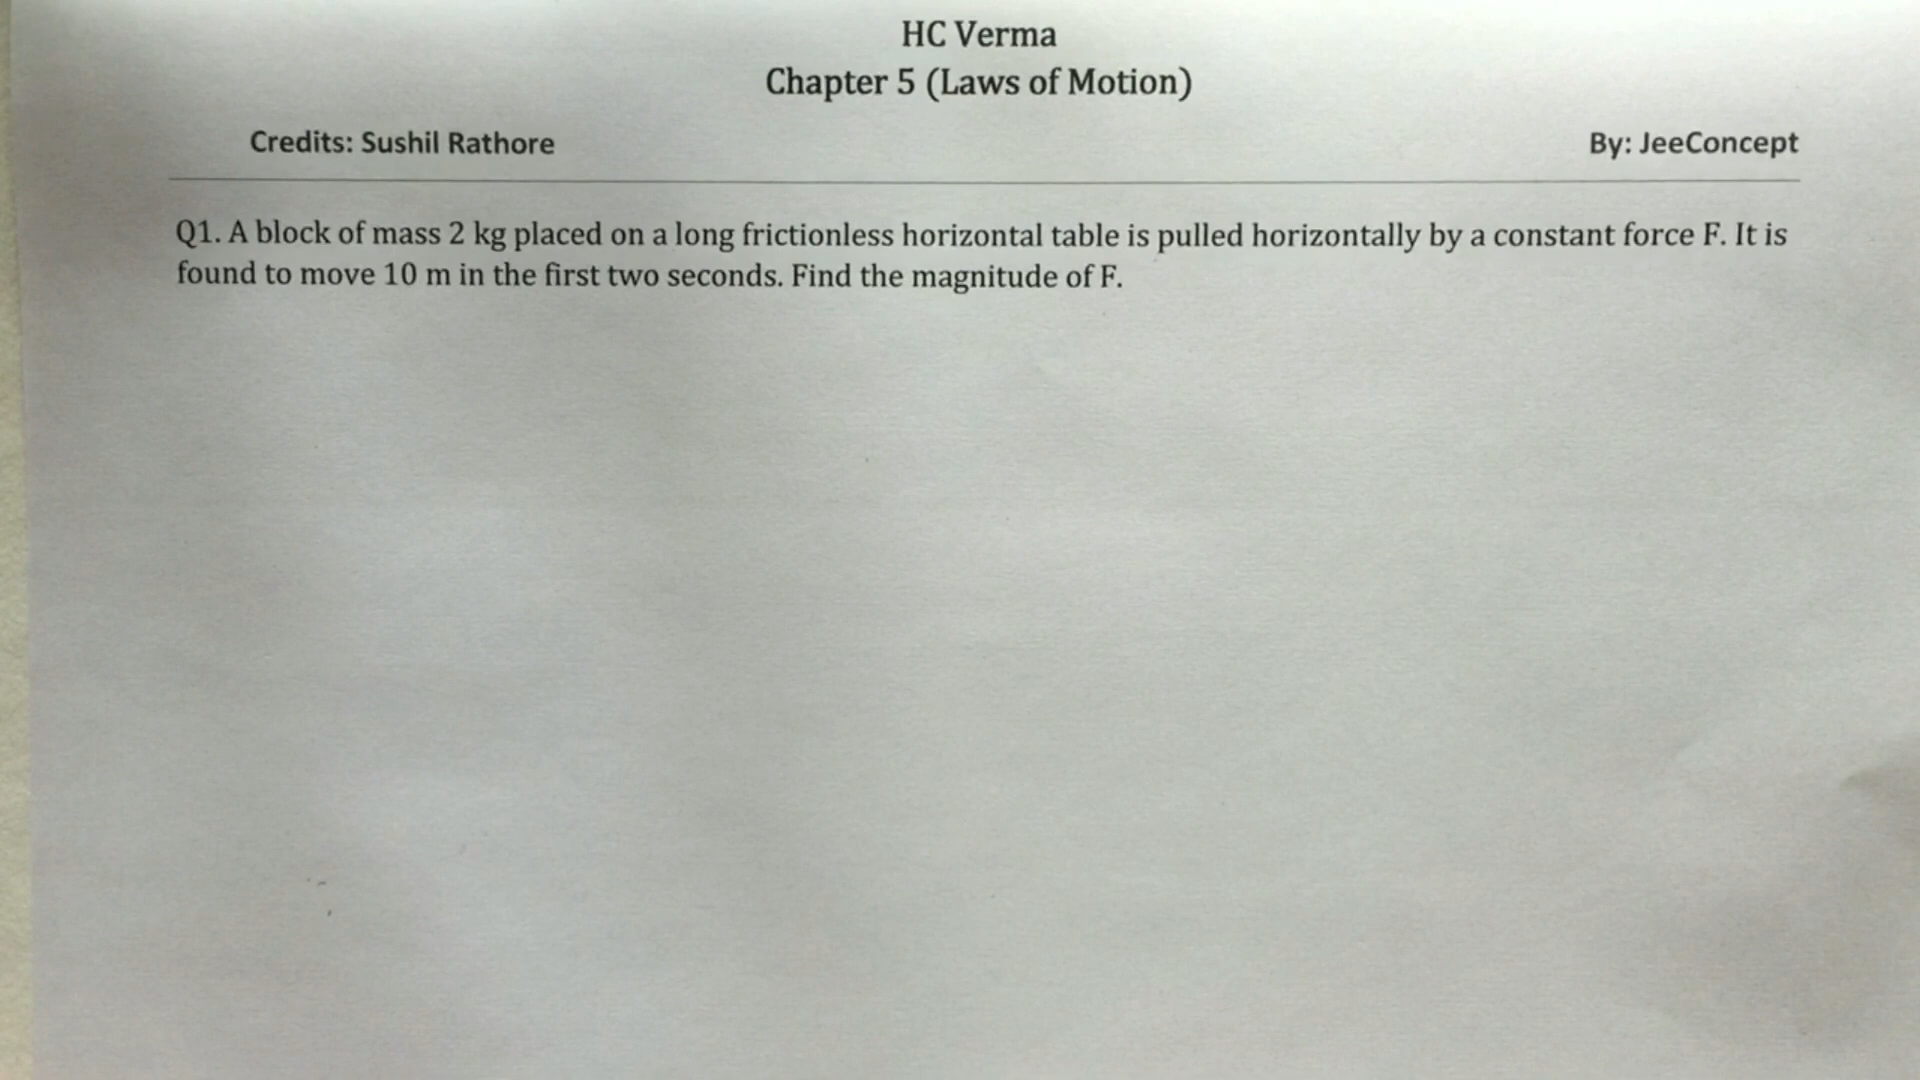 HC Verma
Chapter 5 (Laws of Motion)
Credits: Sushil Rathore
By: JeeConcept
Q1. A block of mass 2 kg placed on a long frictionless horizontal table is pulled horizontally by a constant force F. It is
found to move 10 m in the first two seconds. Find the magnitude of F.